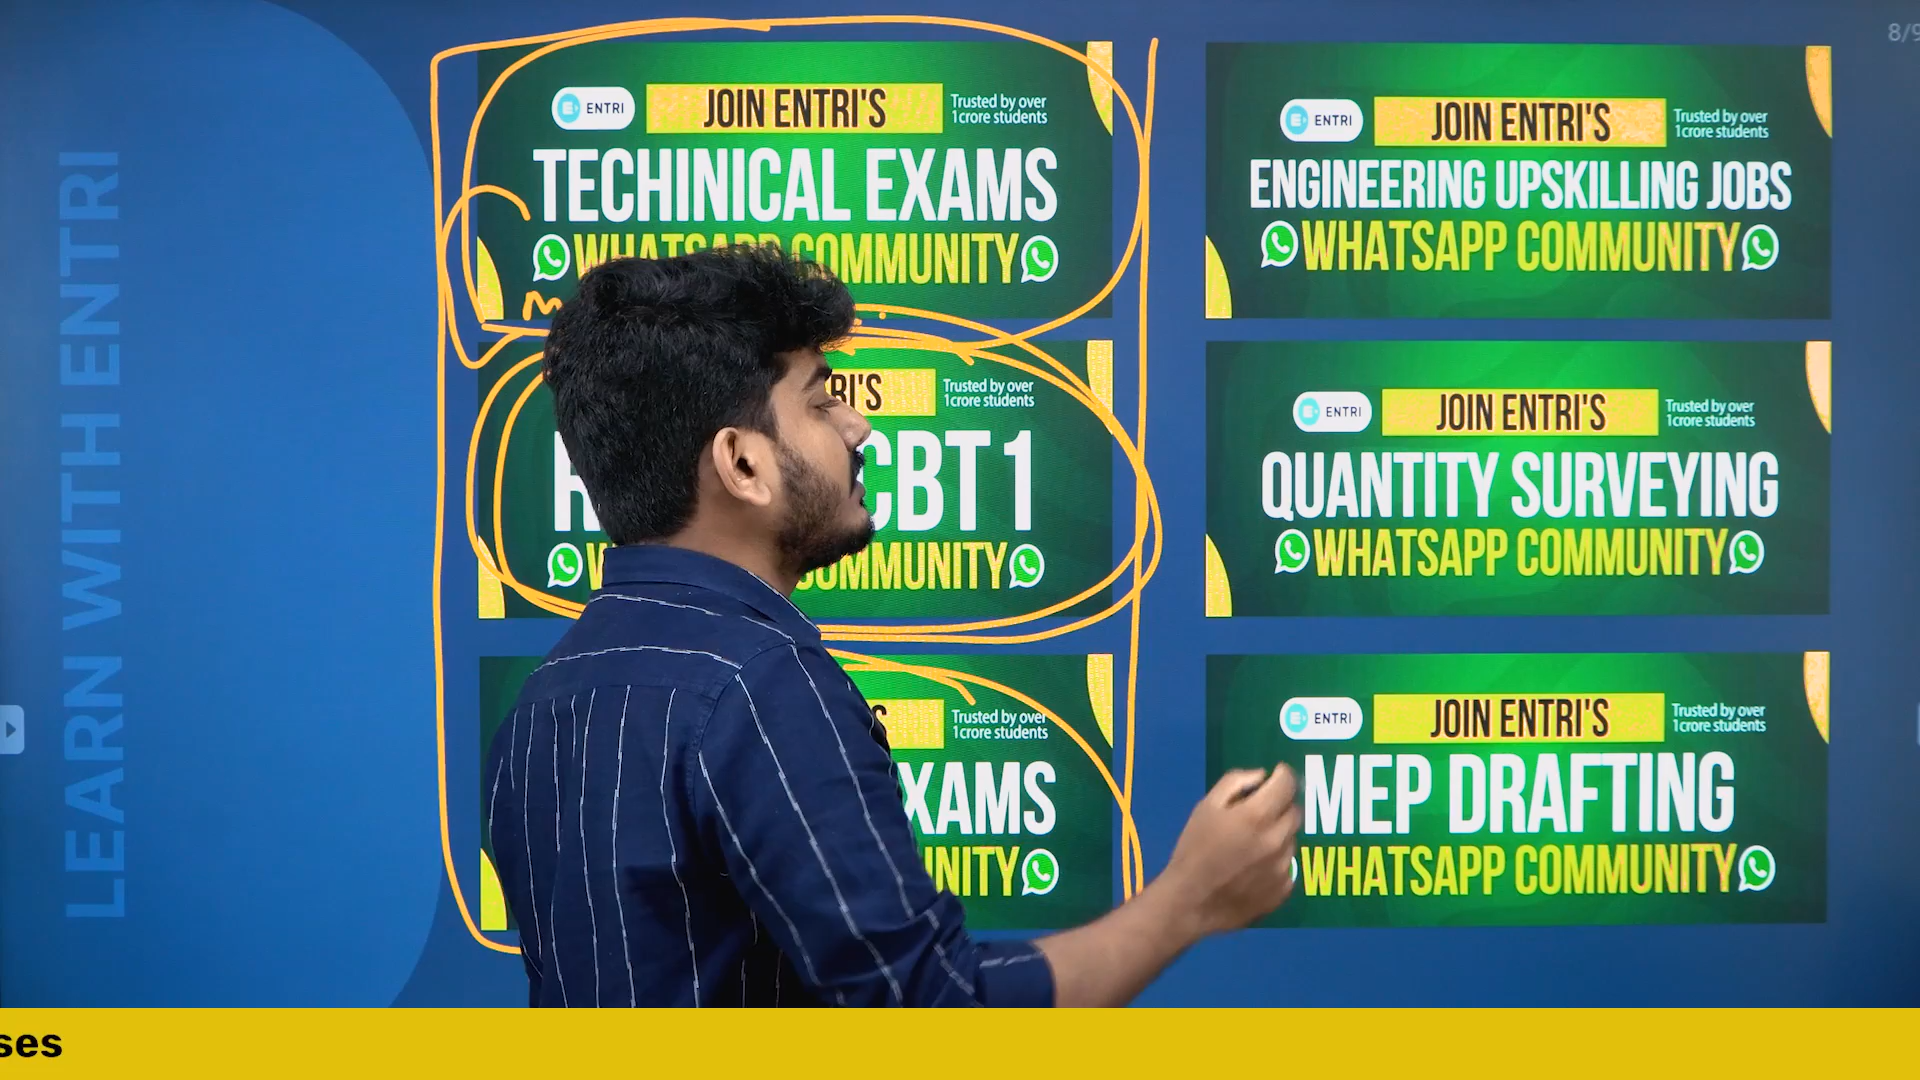 8/9
LEARN WITH ENTRI
ENTRI
JOIN ENTRI'S
Trusted by over
1crore students
TECHINICAL EXAMS
WHATSAPP COMMUNITY
Trusted by over
1crore students
CBT 1
COMMUNITY
Trusted by over
1crore students
ENTRI
JOIN ENTRI'S
Trusted by over
1crore students
ENGINEERING UPSKILLING JOBS
WHATSAPP COMMUNITY
ENTRI
JOIN ENTRI'S
Trusted by over
1crore students
QUANTITY SURVEYING
WHATSAPP COMMUNITY
ENTRI
JOIN ENTRI'S
Trusted by over
1crore students
MEP DRAFTING
WHATSAPP COMMUNITY
ses